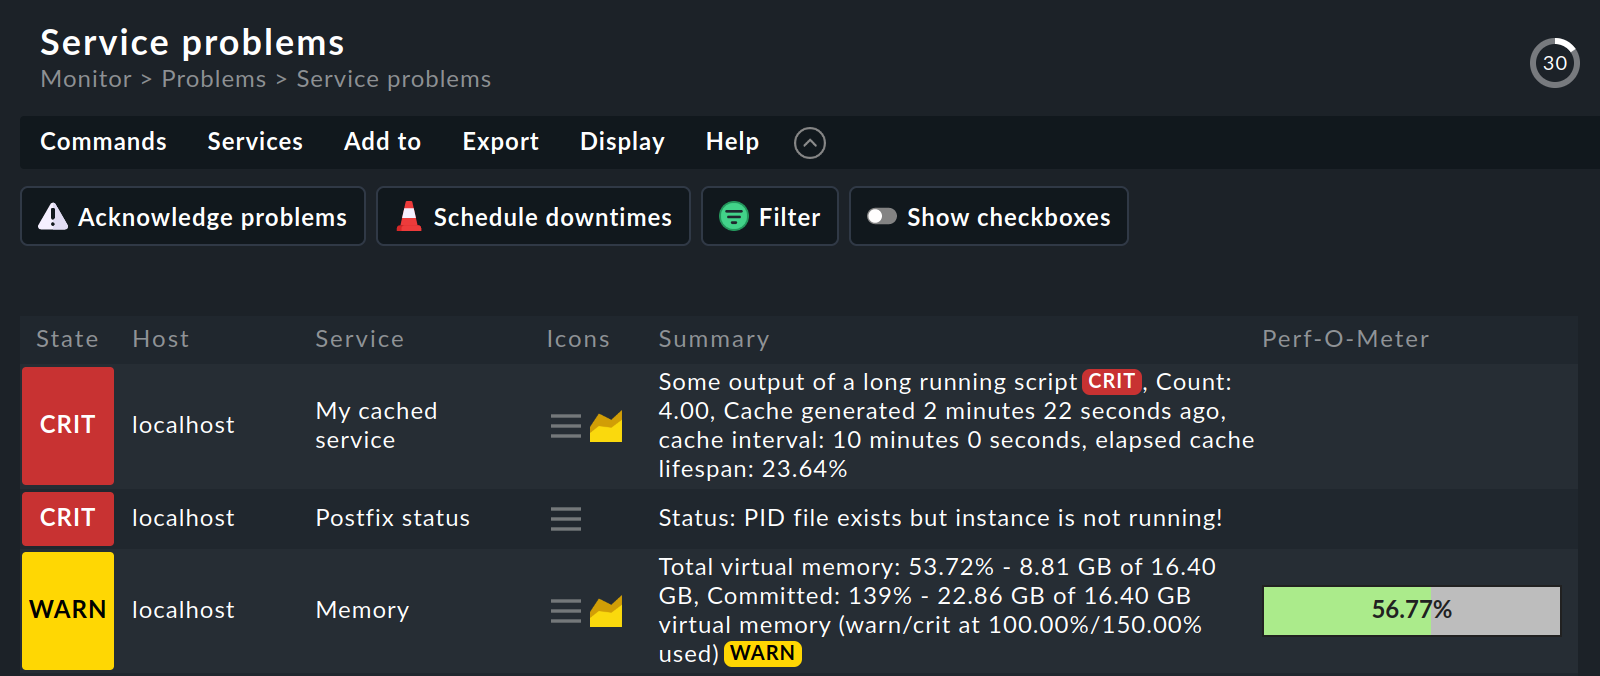 Service problems
Monitor > Problems > Service problems
30
Commands Services Add to Export Display Help
Acknowledge problems Schedule downtimes Filter Show checkboxes
State Host Service Icons Summary Perf-O-Meter
CRIT localhost My cached service
Some output of a long running script CRIT, Count:
4.00, Cache generated 2 minutes 22 seconds ago,
cache interval: 10 minutes 0 seconds, elapsed cache
lifespan: 23.64%
CRIT localhost Postfix status Status: PID file exists but instance is not running!
WARN localhost Memory
Total virtual memory: 53.72% - 8.81 GB of 16.40
GB, Committed: 139% - 22.86 GB of 16.40 GB
virtual memory (warn/crit at 100.00%/150.00%
used) WARN
56.77%